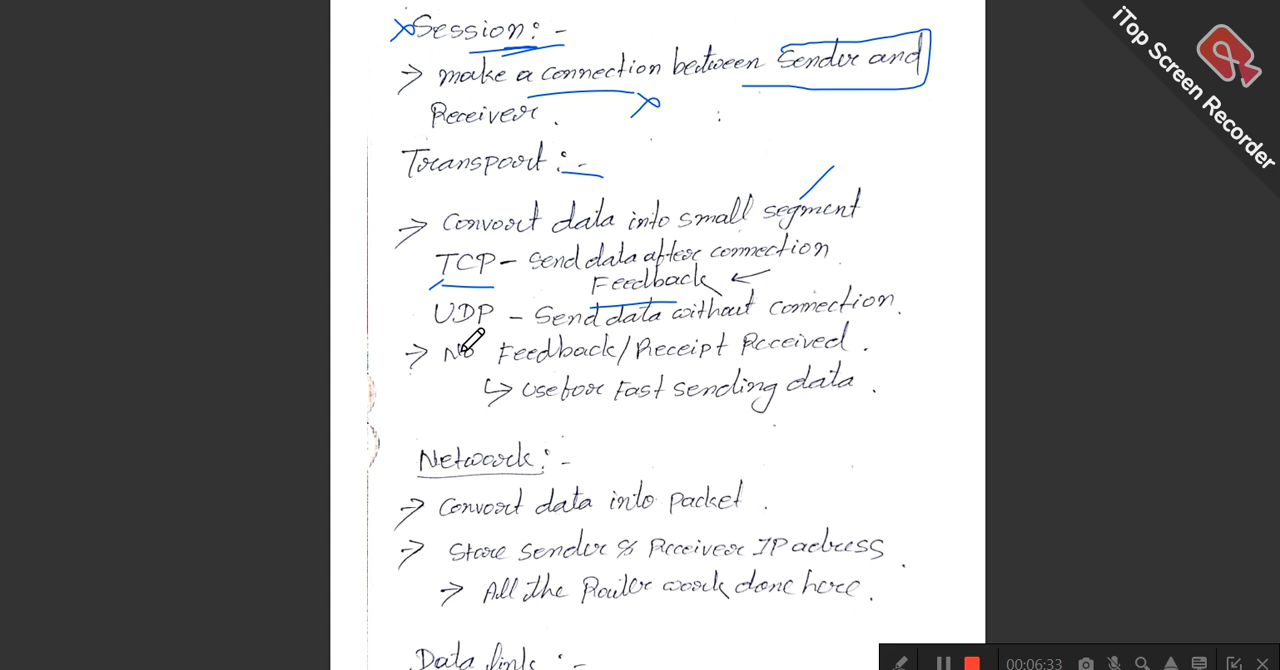 Session:-
→ make a connection between Sender and
Receiver.
Transport:-
→ Convert data into small segment
TCP - send data after connection
Feedback ←
UDP - Send data without connection.
→ No Feedback/Receipt Received.
↳ Use for Fast sending data.
Network:-
→ Convert data into packet.
→ Store sender & Receiver IP adress.
→ All the Router work done here.
Data link:-
iTop Screen Recorder
00:06:33